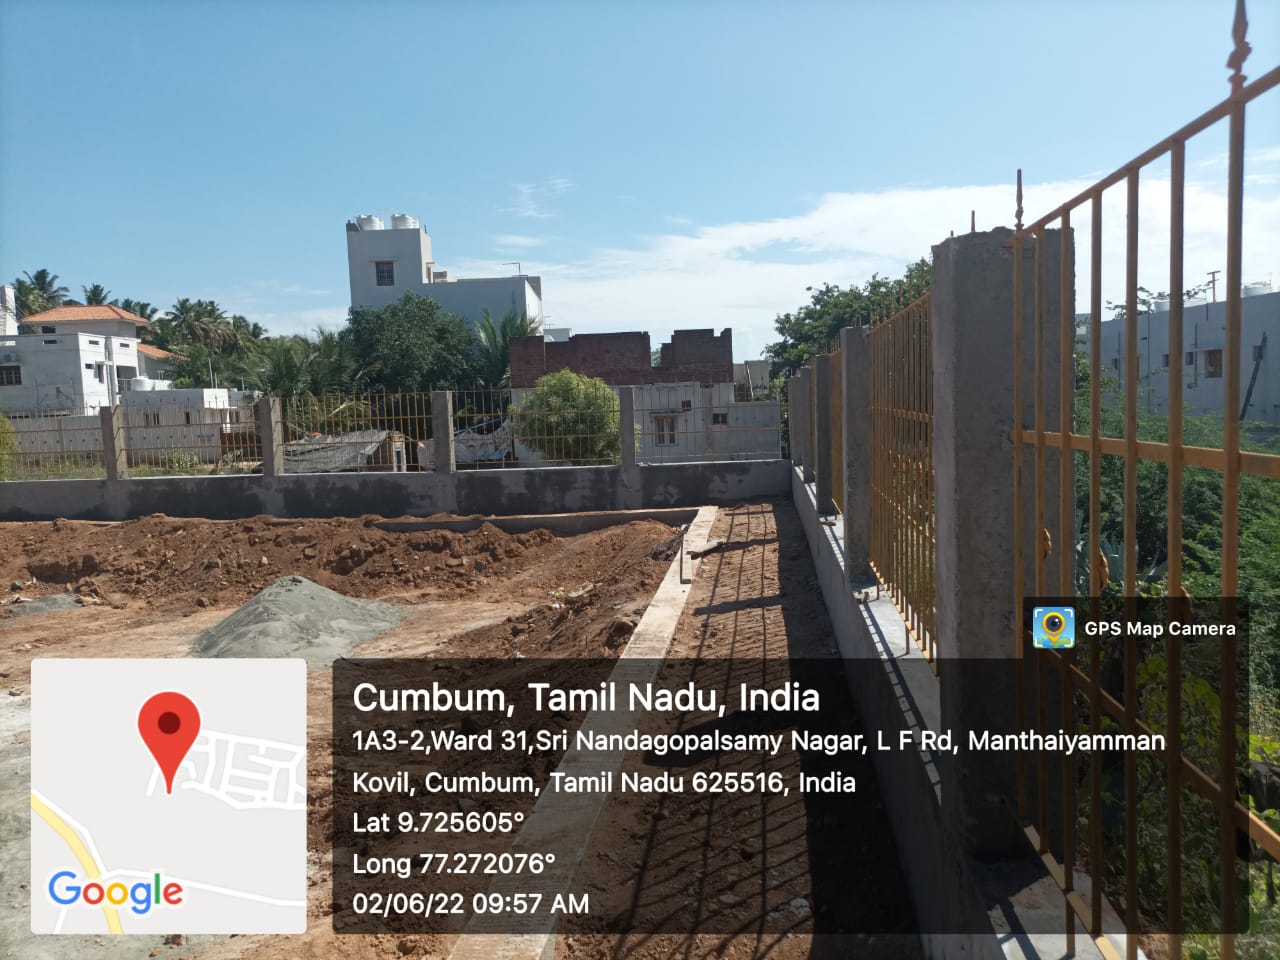 GPS Map Camera
Cumbum, Tamil Nadu, India
1A3-2,Ward 31,Sri Nandagopalsamy Nagar, L F Rd, Manthaiyamman
Kovil, Cumbum, Tamil Nadu 625516, India
Lat 9.725605°
Long 77.272076°
02/06/22 09:57 AM
Google